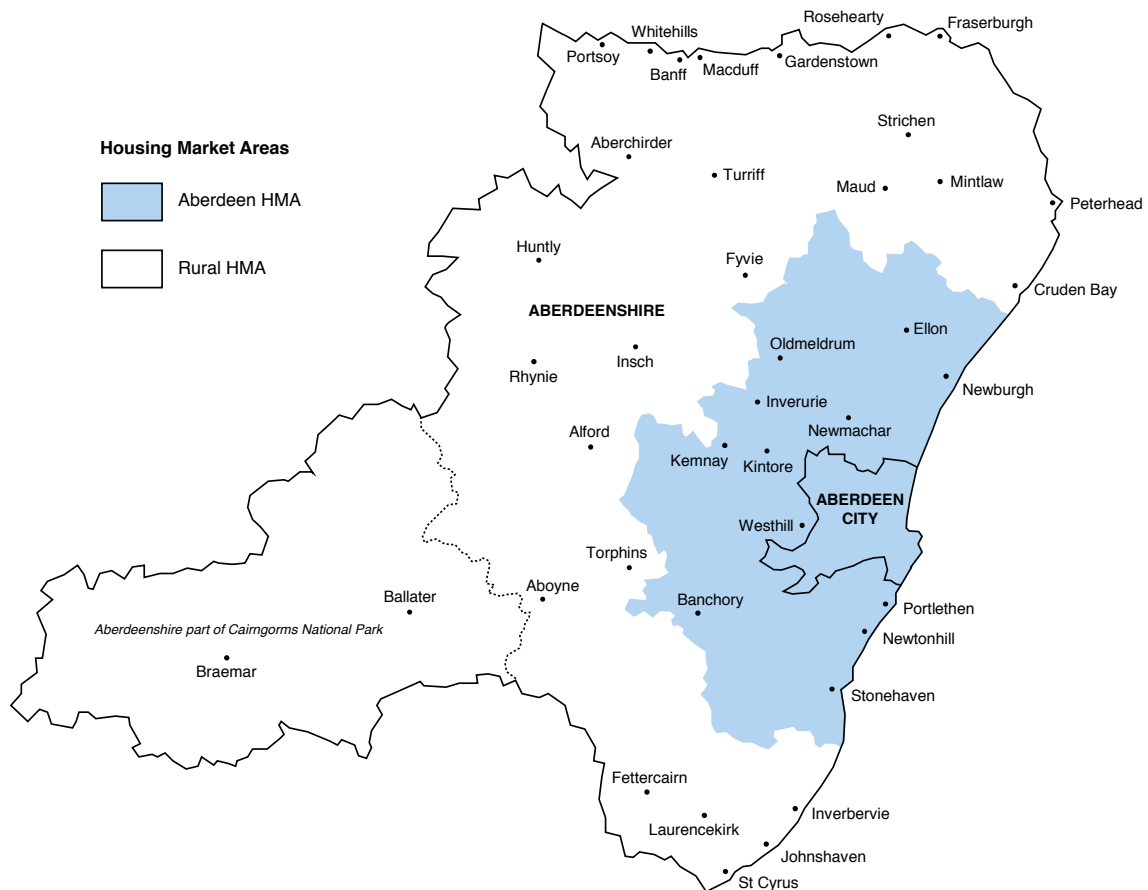 Rosehearty
Fraserburgh
Whitehills
Portsoy
Banff
Macduff
Gardenstown
Strichen
Housing Market Areas
Aberchirder
Turriff
Maud
Mintlaw
Aberdeen HMA
Peterhead
Huntly
Fyvie
Rural HMA
Cruden Bay
ABERDEENSHIRE
Ellon
Oldmeldrum
Insch
Rhynie
Newburgh
Inverurie
Newmachar
Alford
Kemnay
Kintore
ABERDEEN
CITY
Westhill
Torphins
Aboyne
Ballater
Banchory
Portlethen
Aberdeenshire part of Cairngorms National Park
Newtonhill
Braemar
Stonehaven
Fettercairn
Inverbervie
Laurencekirk
Johnshaven
St Cyrus